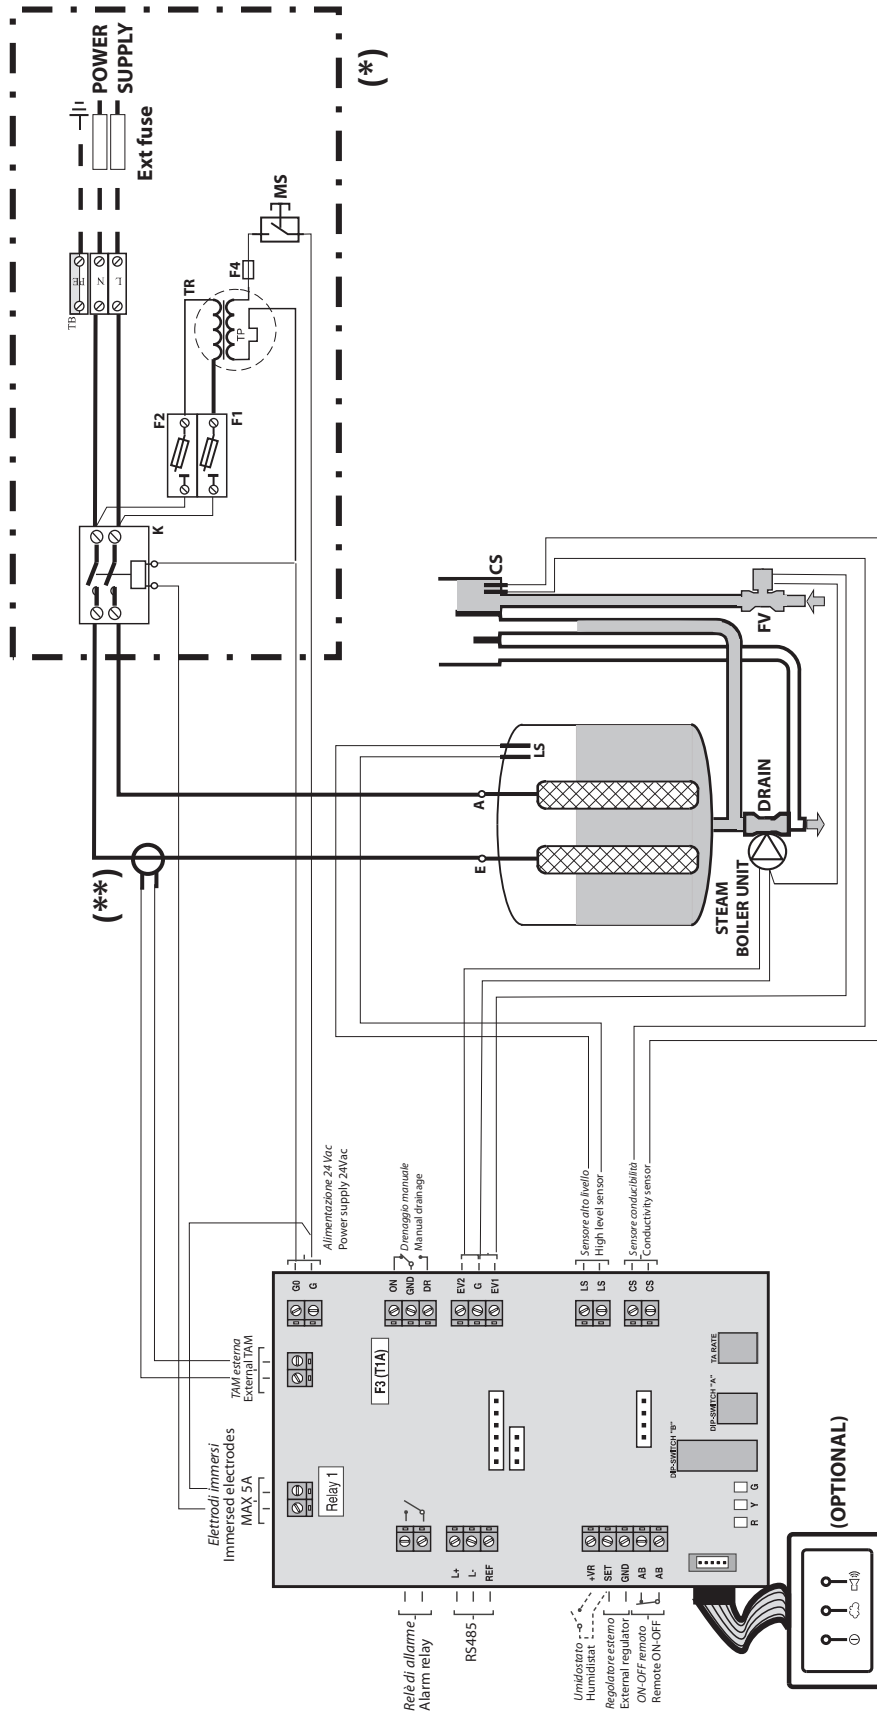 POWER
SUPPLY
(*)
Ext fuse
MS
PE
N
L
TB
F4
TR
TP
F2
F1
K
CS
FV
LS
A
E
(**)
DRAIN
STEAM
BOILER UNIT
Alimentazione 24 Vac
Power supply 24Vac
Drenaggio manuale
Manual drainage
Sensore alto livello
High level sensor
Sensore conducibilità
Conductivity sensor
G0
G
ON
GND
DR
EV2
G
EV1
LS
LS
CS
CS
TAM esterna
External TAM
F3 (T1A)
TA RATE
DIP-SWITCH "A"
DIP-SWITCH "B"
Elettrodi immersi
Immersed electrodes
MAX 5A
Relay 1
R
Y
G
(OPTIONAL)
L+
L-
REF
+VR
SET
GND
AB
AB
Relè di allarme
Alarm relay
RS485
Umidostato
Humidistat
Regolatore esterno
External regulator
ON-OFF remoto
Remote ON-OFF